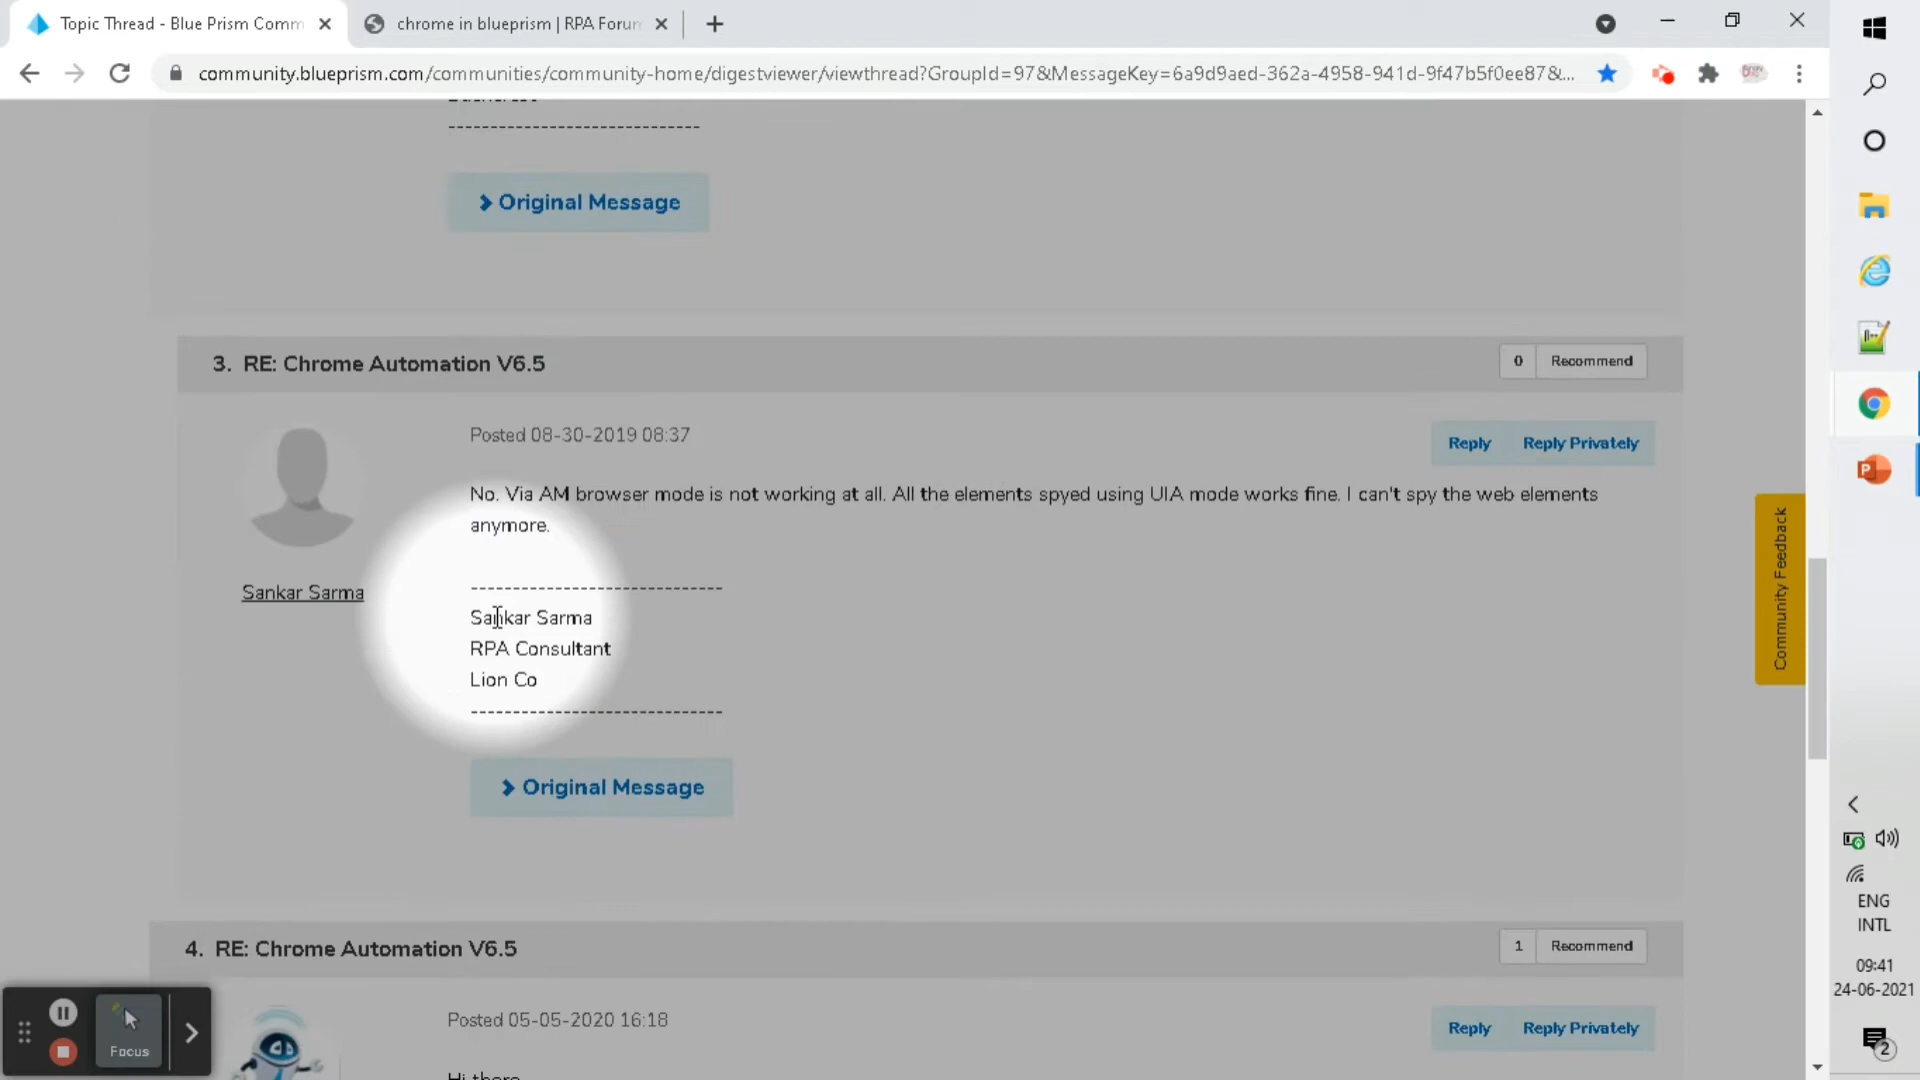 Topic Thread - Blue Prism Comm
chrome in blueprism | RPA Forum
community.blueprism.com/communities/community-home/digestviewer/viewthread?GroupId=97&MessageKey=6a9d9aed-362a-4958-941d-9f47b5f0ee87&...
------------------------------
Original Message
3. RE: Chrome Automation V6.5
0 Recommend
Posted 08-30-2019 08:37
Reply Reply Privately
No. Via AM browser mode is not working at all. All the elements spyed using UIA mode works fine. I can't spy the web elements
anymore.
Sankar Sarma
------------------------------
Sankar Sarma
RPA Consultant
Lion Co
------------------------------
Original Message
Community Feedback
4. RE: Chrome Automation V6.5
1 Recommend
Posted 05-05-2020 16:18
Reply Reply Privately
Hi there
Focus
ENG
INTL
09:41
24-06-2021
2